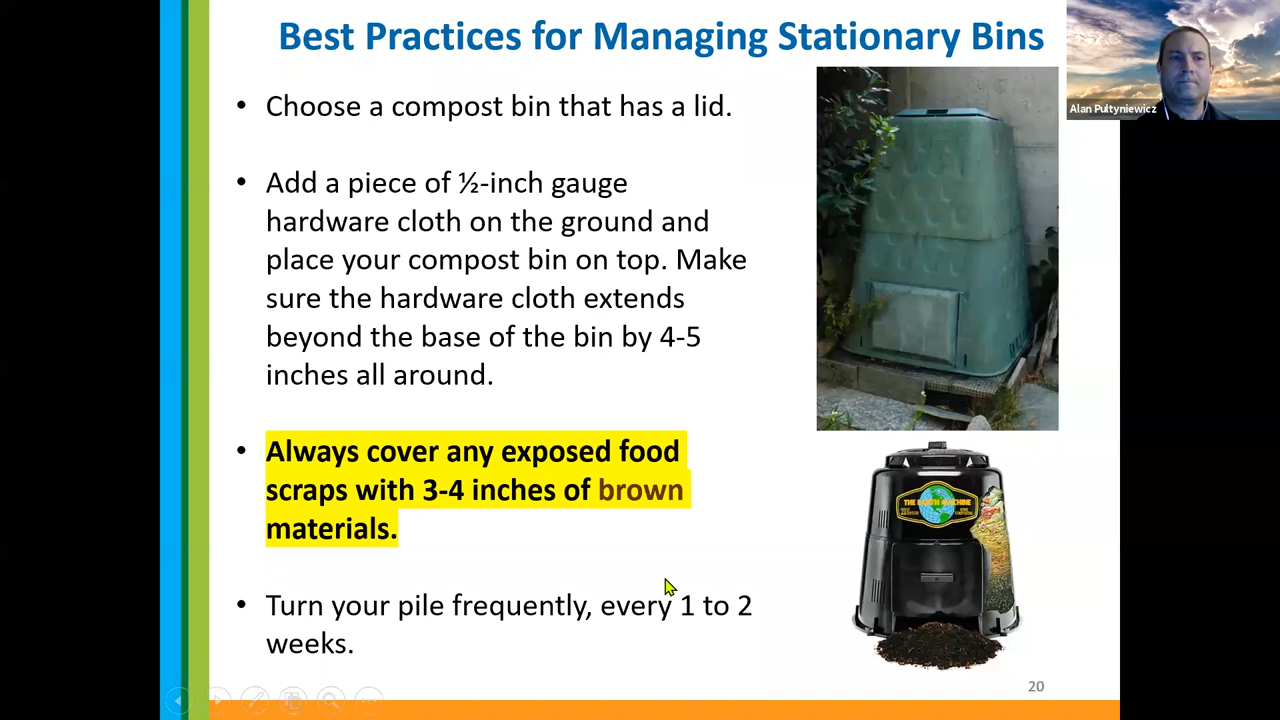 Best Practices for Managing Stationary Bins
Alan Pultyniewicz
• Choose a compost bin that has a lid.
• Add a piece of ½-inch gauge
hardware cloth on the ground and
place your compost bin on top. Make
sure the hardware cloth extends
beyond the base of the bin by 4-5
inches all around.
• Always cover any exposed food
scraps with 3-4 inches of brown
materials.
THE EARTH MACHINE
• Turn your pile frequently, every 1 to 2
weeks.
20